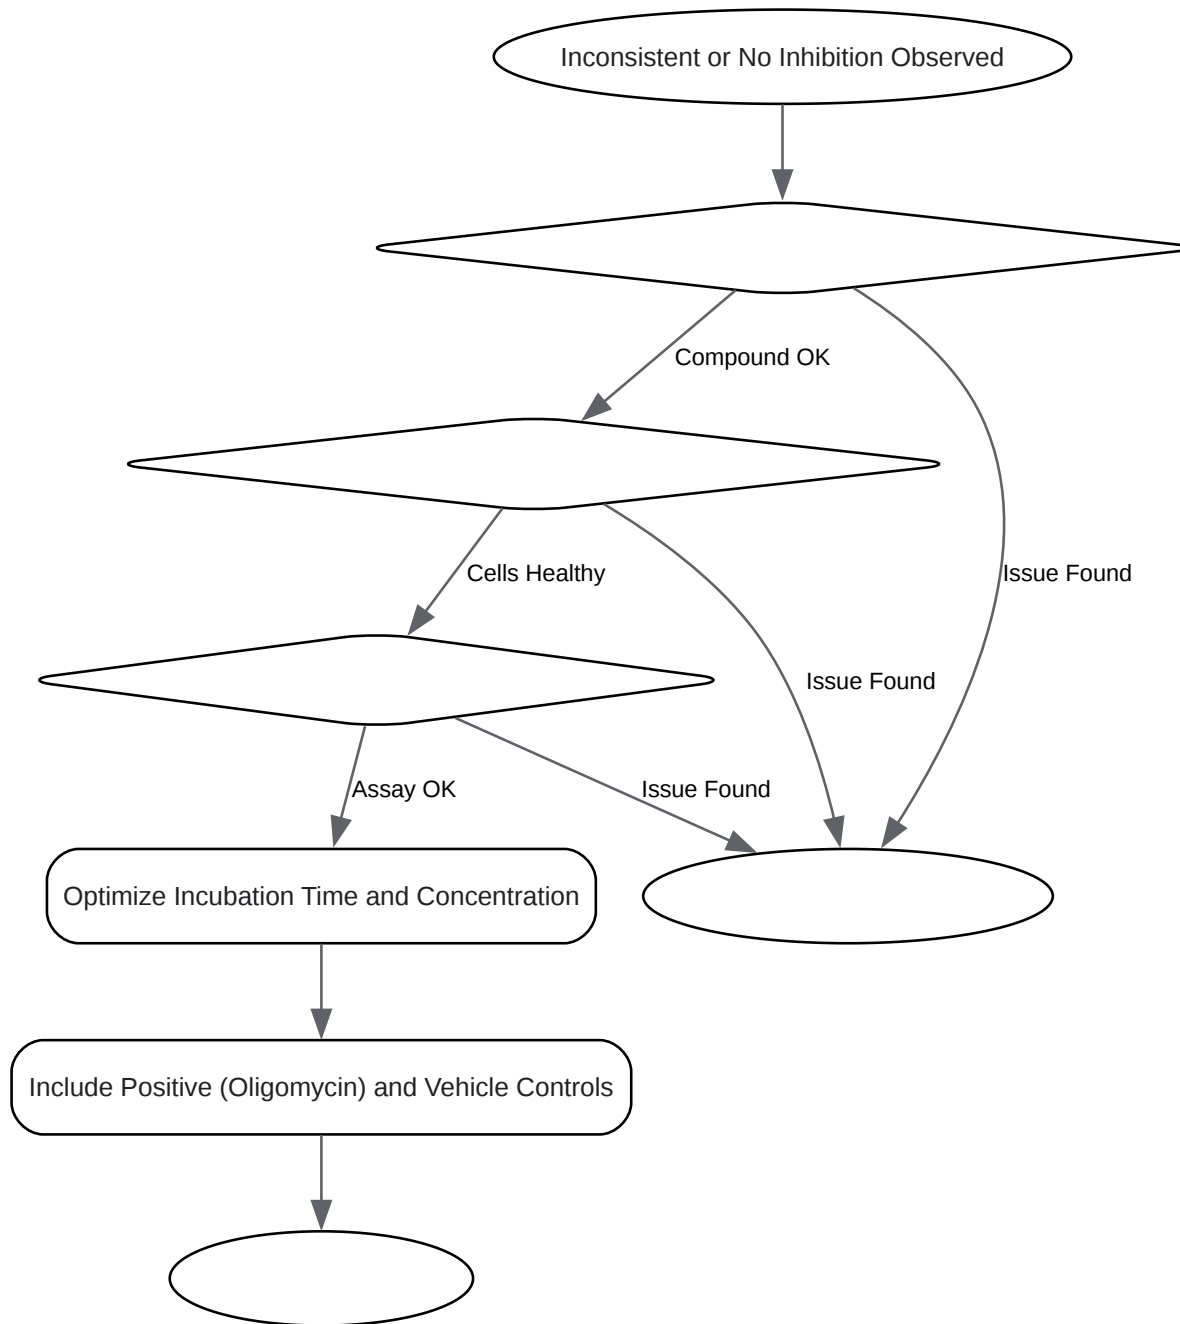 Inconsistent or No Inhibition Observed
Compound OK
Cells Healthy
Issue Found
Issue Found
Assay OK
Issue Found
Optimize Incubation Time and Concentration
Include Positive (Oligomycin) and Vehicle Controls